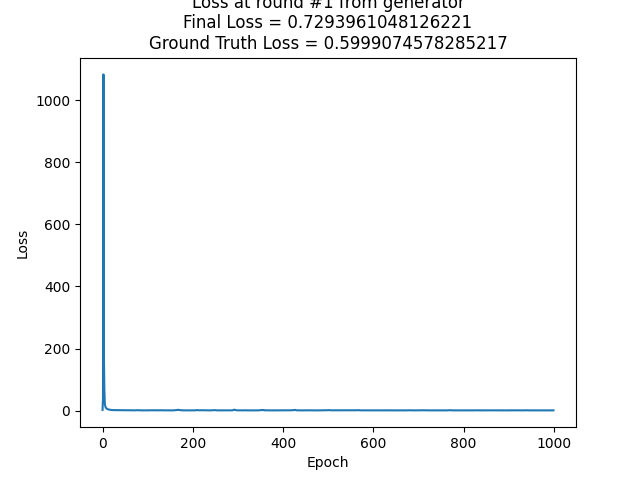 Loss at round #1 from generator
Final Loss = 0.7293961048126221
Ground Truth Loss = 0.5999074578285217
1000
800
600
400
200
0
Loss
0
200
400
600
800
1000
Epoch